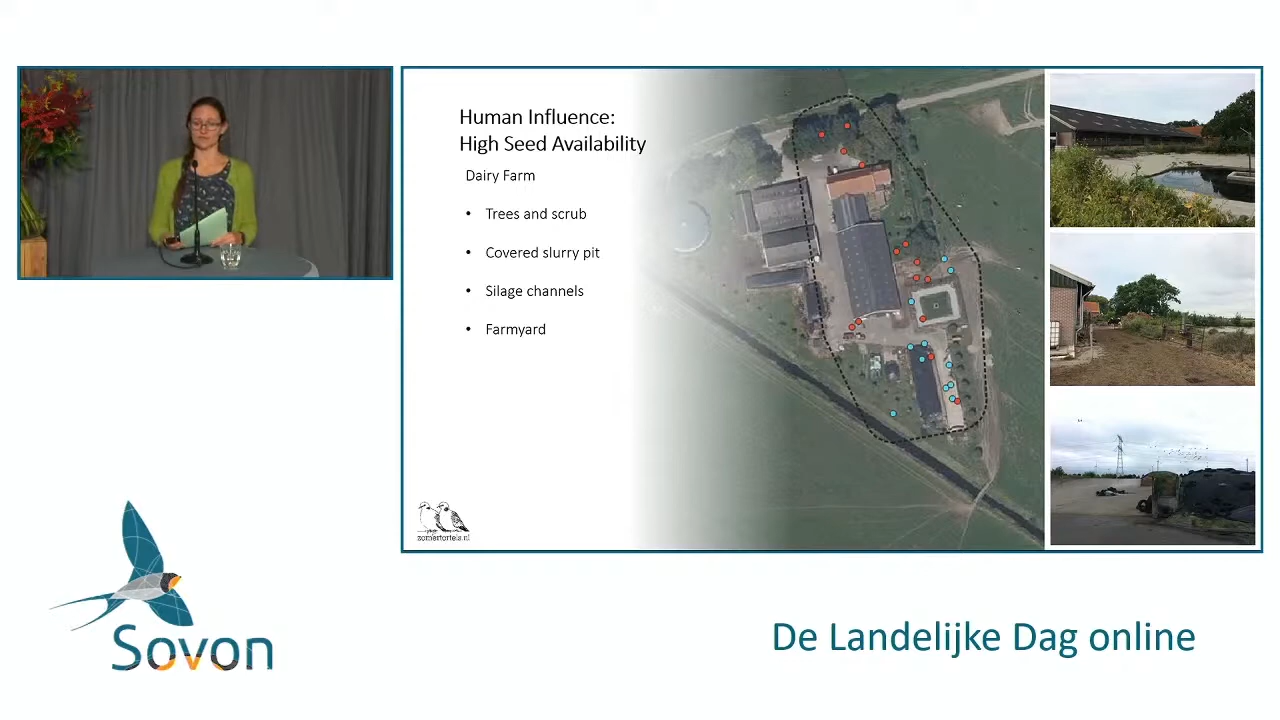 Human Influence:
High Seed Availability
Dairy Farm
• Trees and scrub
• Covered slurry pit
• Silage channels
• Farmyard
zomertortels.nl
Sovon
De Landelijke Dag online